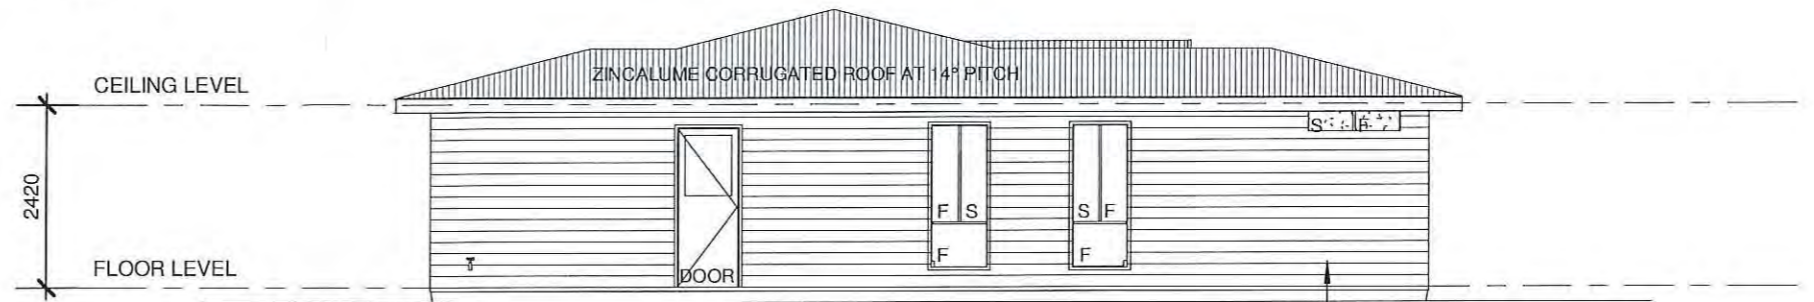 ZINCALUME CORRUGATED ROOF AT 14° PITCH
CEILING LEVEL
S F
2420
F S
S F
F
F
FLOOR LEVEL
DOOR